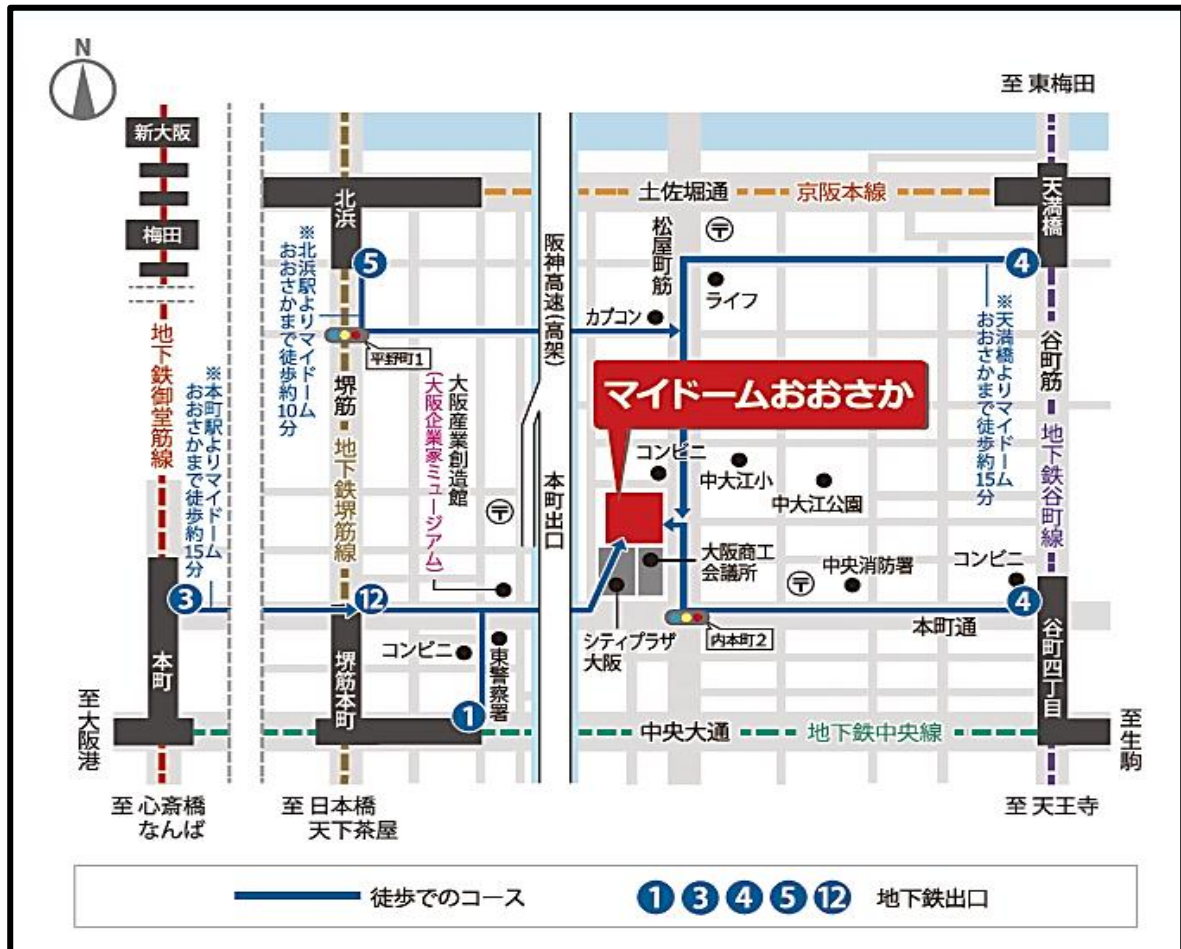 N
至 東梅田
新大阪
梅田
北浜
土佐堀通
京阪本線
天満橋
松屋町筋
〒
阪神高速(高架)
5
4
ライフ
カプコン
※北浜駅よりマイドーム
おおさかまで徒歩約10分
※天満橋よりマイドーム
おおさかまで徒歩約15分
谷町筋
平野町1
地下鉄御堂筋線
※本町駅よりマイドーム
おおさかまで徒歩約15分
堺筋
地下鉄堺筋線
大阪産業創造館
(大阪企業家ミュージアム)
マイドームおおさか
コンビニ
中大江小
中大江公園
地下鉄谷町線
本町出口
〒
大阪商工
会議所
〒
中央消防署
コンビニ
3
12
4
本町通
内本町2
シティプラザ
大阪
コンビニ
東警察署
本町
堺筋本町
谷町四丁目
1
至大阪港
中央大通
地下鉄中央線
至生駒
至 心斎橋
なんば
至 日本橋
天下茶屋
至 天王寺
徒歩でのコース
1 3 4 5 12 地下鉄出口